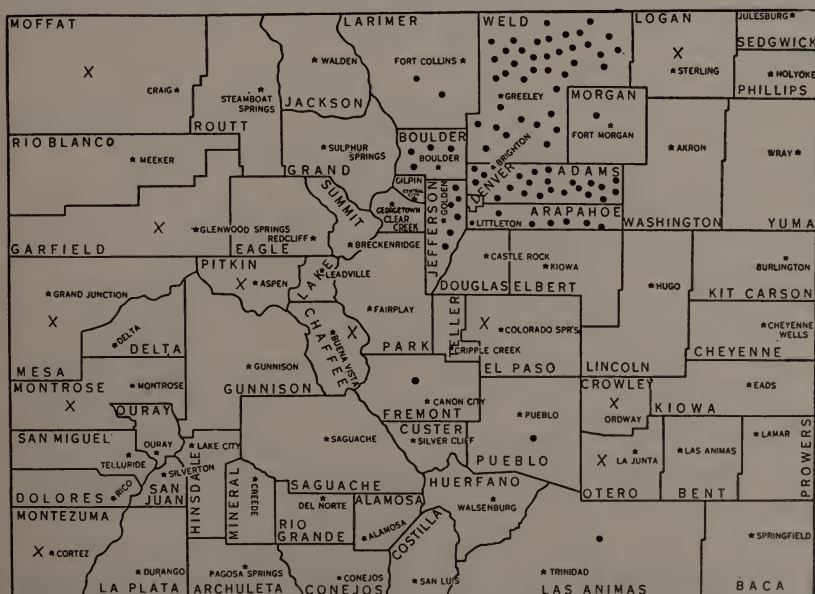 MOFFAT
LARIMER
WELD
LOGAN
JULESBURG
SEDGWICK
WALDEN
FORT COLLINS
STERLING
HOLYOKE
PHILLIPS
CRAIG
STEAMBOAT
SPRINGS
JACKSON
GREELEY
MORGAN
ROUTT
FORT MORGAN
RIO BLANCO
MEEKER
SULPHUR
SPRINGS
BOULDER
BOULDER
BRIGHTON
AKRON
WRAY
GRAND
GILPIN
CENTRAL
CITY
DENVER
ADAMS
SUMMIT
GEORGETOWN
CLEAR
CREEK
JEFFERSON
GOLDEN
ARAPAHOE
GLENWOOD SPRINGS
REDCLIFF
LITTLETON
WASHINGTON
YUMA
GARFIELD
EAGLE
BRECKENRIDGE
PITKIN
LAKE
LEADVILLE
CASTLE ROCK
KIOWA
BURLINGTON
ASPEN
DOUGLAS
ELBERT
HUGO
KIT CARSON
GRAND JUNCTION
CHAFFEE
FAIRPLAY
DELTA
DELTA
BUENA VISTA
TELLER
COLORADO SPR'S
CHEYENNE
WELLS
PARK
CRIPPLE CREEK
MESA
GUNNISON
EL PASO
LINCOLN
CHEYENNE
MONTROSE
MONTROSE
GUNNISON
CROWLEY
EADS
OURAY
CANON CITY
FREMONT
PUEBLO
ORDWAY
KIOWA
SAN MIGUEL
OURAY
LAKE CITY
SAGUACHE
CUSTER
SILVER CLIFF
LA JUNTA
LAS ANIMAS
LAMAR
PROWERS
TELLURIDE
SILVERTON
PUEBLO
DOLORES
RICO
SAN
JUAN
HINSDALE
MINERAL
CREEDE
SAGUACHE
HUERFANO
OTERO
BENT
MONTEZUMA
DEL NORTE
ALAMOSA
WALSENBURG
RIO
GRANDE
ALAMOSA
COSTILLA
CORTEZ
SPRINGFIELD
DURANGO
PAGOSA SPRINGS
CONEJOS
SAN LUIS
TRINIDAD
LA PLATA
ARCHULETA
CONEJOS
LAS ANIMAS
BACA